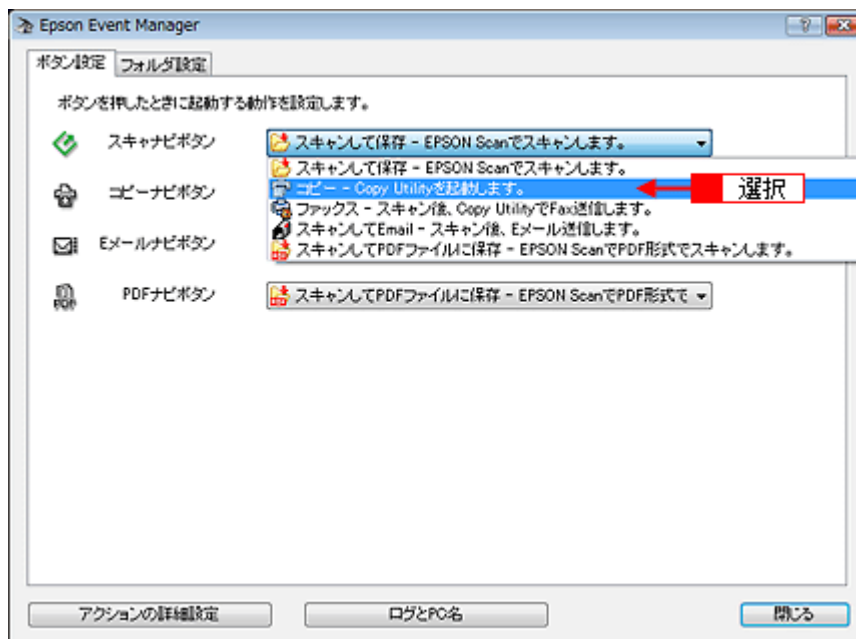 Epson Event Manager
ボタン設定 フォルダ設定
ボタンを押したときに起動する動作を設定します。
スキャナビボタン スキャンして保存 - EPSON Scanでスキャンします。
スキャンして保存 - EPSON Scanでスキャンします。
コピーナビボタン コピー - Copy Utilityを起動します。 選択
ファックス - スキャン後、Copy UtilityでFax送信します。
Eメールナビボタン スキャンしてEmail - スキャン後、Eメール送信します。
スキャンしてPDFファイルに保存 - EPSON ScanでPDF形式でスキャンします。
PDF PDFナビボタン スキャンしてPDFファイルに保存 - EPSON ScanでPDF形式で
アクションの詳細設定 ログとPC名 閉じる